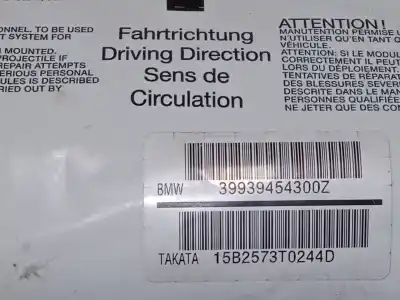 NNEL. TO BE USED
T SYSTEM FOR
MOUNTED.
PROJECTILE IF
EPAIR ATTEMPTS
ERIOUS PERSONAL
ULES IS DESCRIBED
RIED OUT BY
Fahrtrichtung
Driving Direction
Sens de
Circulation
ATTENTION!
MANUTENTION PERMISE U
N'UTILISER QU'EN TANT Q
VÉHICULE.
ATTENTION: SI LE MODUL
CORRECTEMENT IL PEUT
LORS DU DÉPLOIEMENT.
TENTATIVES DE RÉPARAT
DES BLESSURES SÉVÈRE
DESCRITE DANS LE MAN
PERSONNES QUALIFIÉE
NE JETER QUE DES CO
BMW 39939454300Z
TAKATA 15B2573T0244D